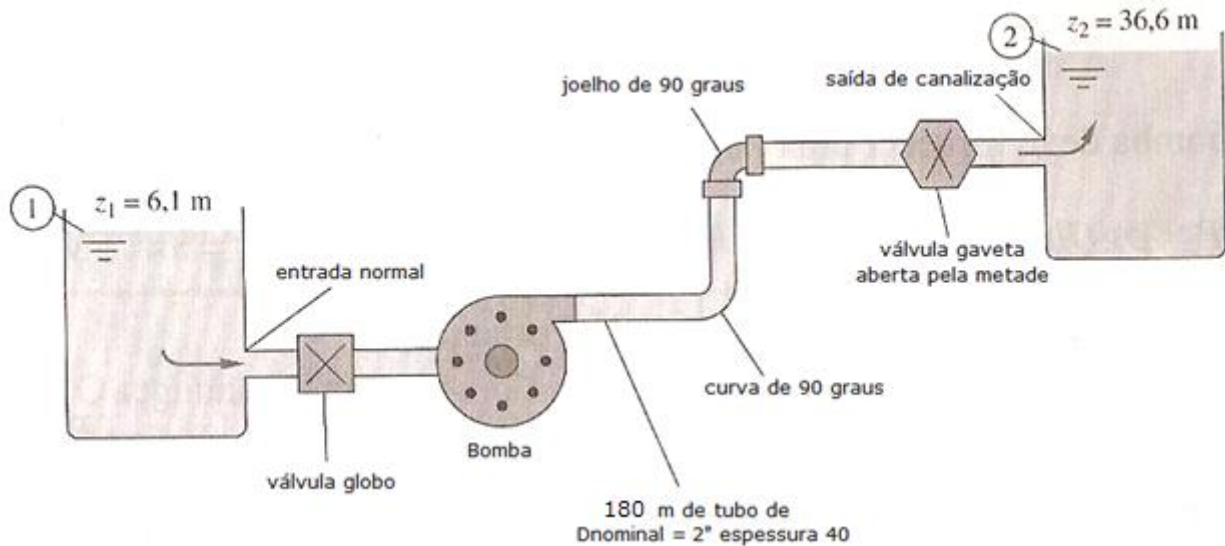 2
z₂ = 36,6 m
saída de canalização
joelho de 90 graus
1
z₁ = 6,1 m
entrada normal
válvula gaveta
aberta pela metade
curva de 90 graus
Bomba
válvula globo
180 m de tubo de
Dnominal = 2" espessura 40